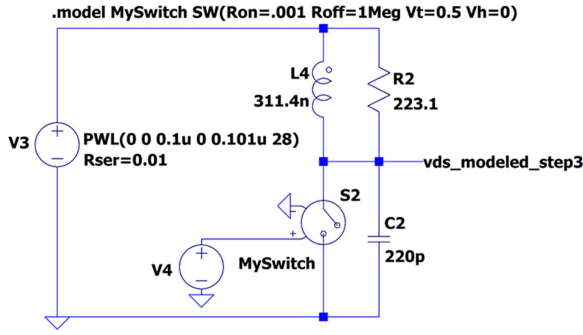 .model MySwitch SW(Ron=.001 Roff=1Meg Vt=0.5 Vh=0)
L4
311.4n
R2
223.1
V3
PWL(0 0 0.1u 0 0.101u 28)
Rser=0.01
vds_modeled_step3
S2
C2
220p
V4
MySwitch